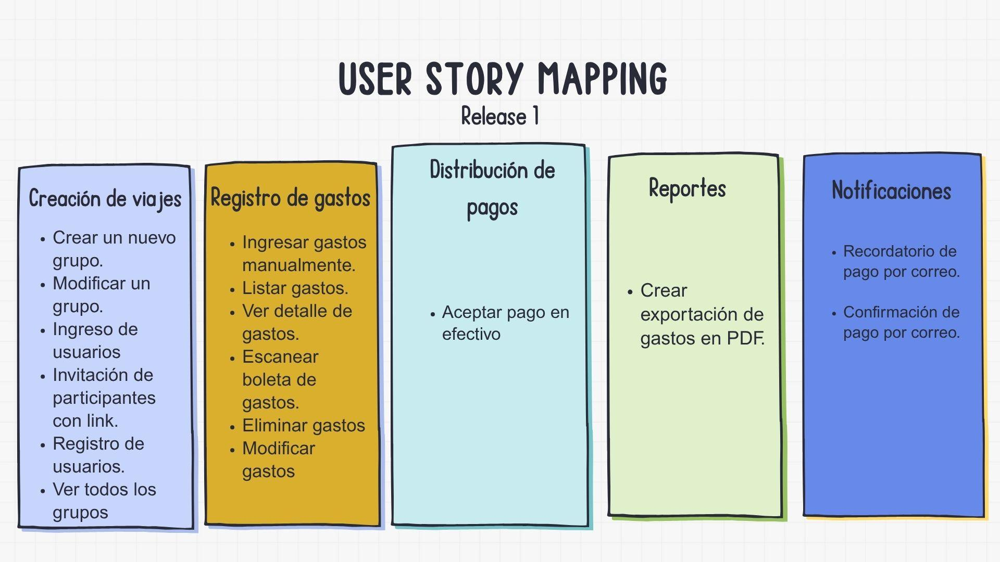 USER STORY MAPPING
Release 1
Creación de viajes
• Crear un nuevo
grupo.
• Modificar un
grupo.
• Ingreso de
usuarios
• Invitación de
participantes
con link.
• Registro de
usuarios.
• Ver todos los
grupos
Registro de gastos
• Ingresar gastos
manualmente.
• Listar gastos.
• Ver detalle de
gastos.
• Escanear
boleta de
gastos.
• Eliminar gastos
• Modificar
gastos
Distribución de
pagos
• Aceptar pago en
efectivo
Reportes
• Crear
exportación de
gastos en PDF.
Notificaciones
• Recordatorio de
pago por correo.
• Confirmación de
pago por correo.